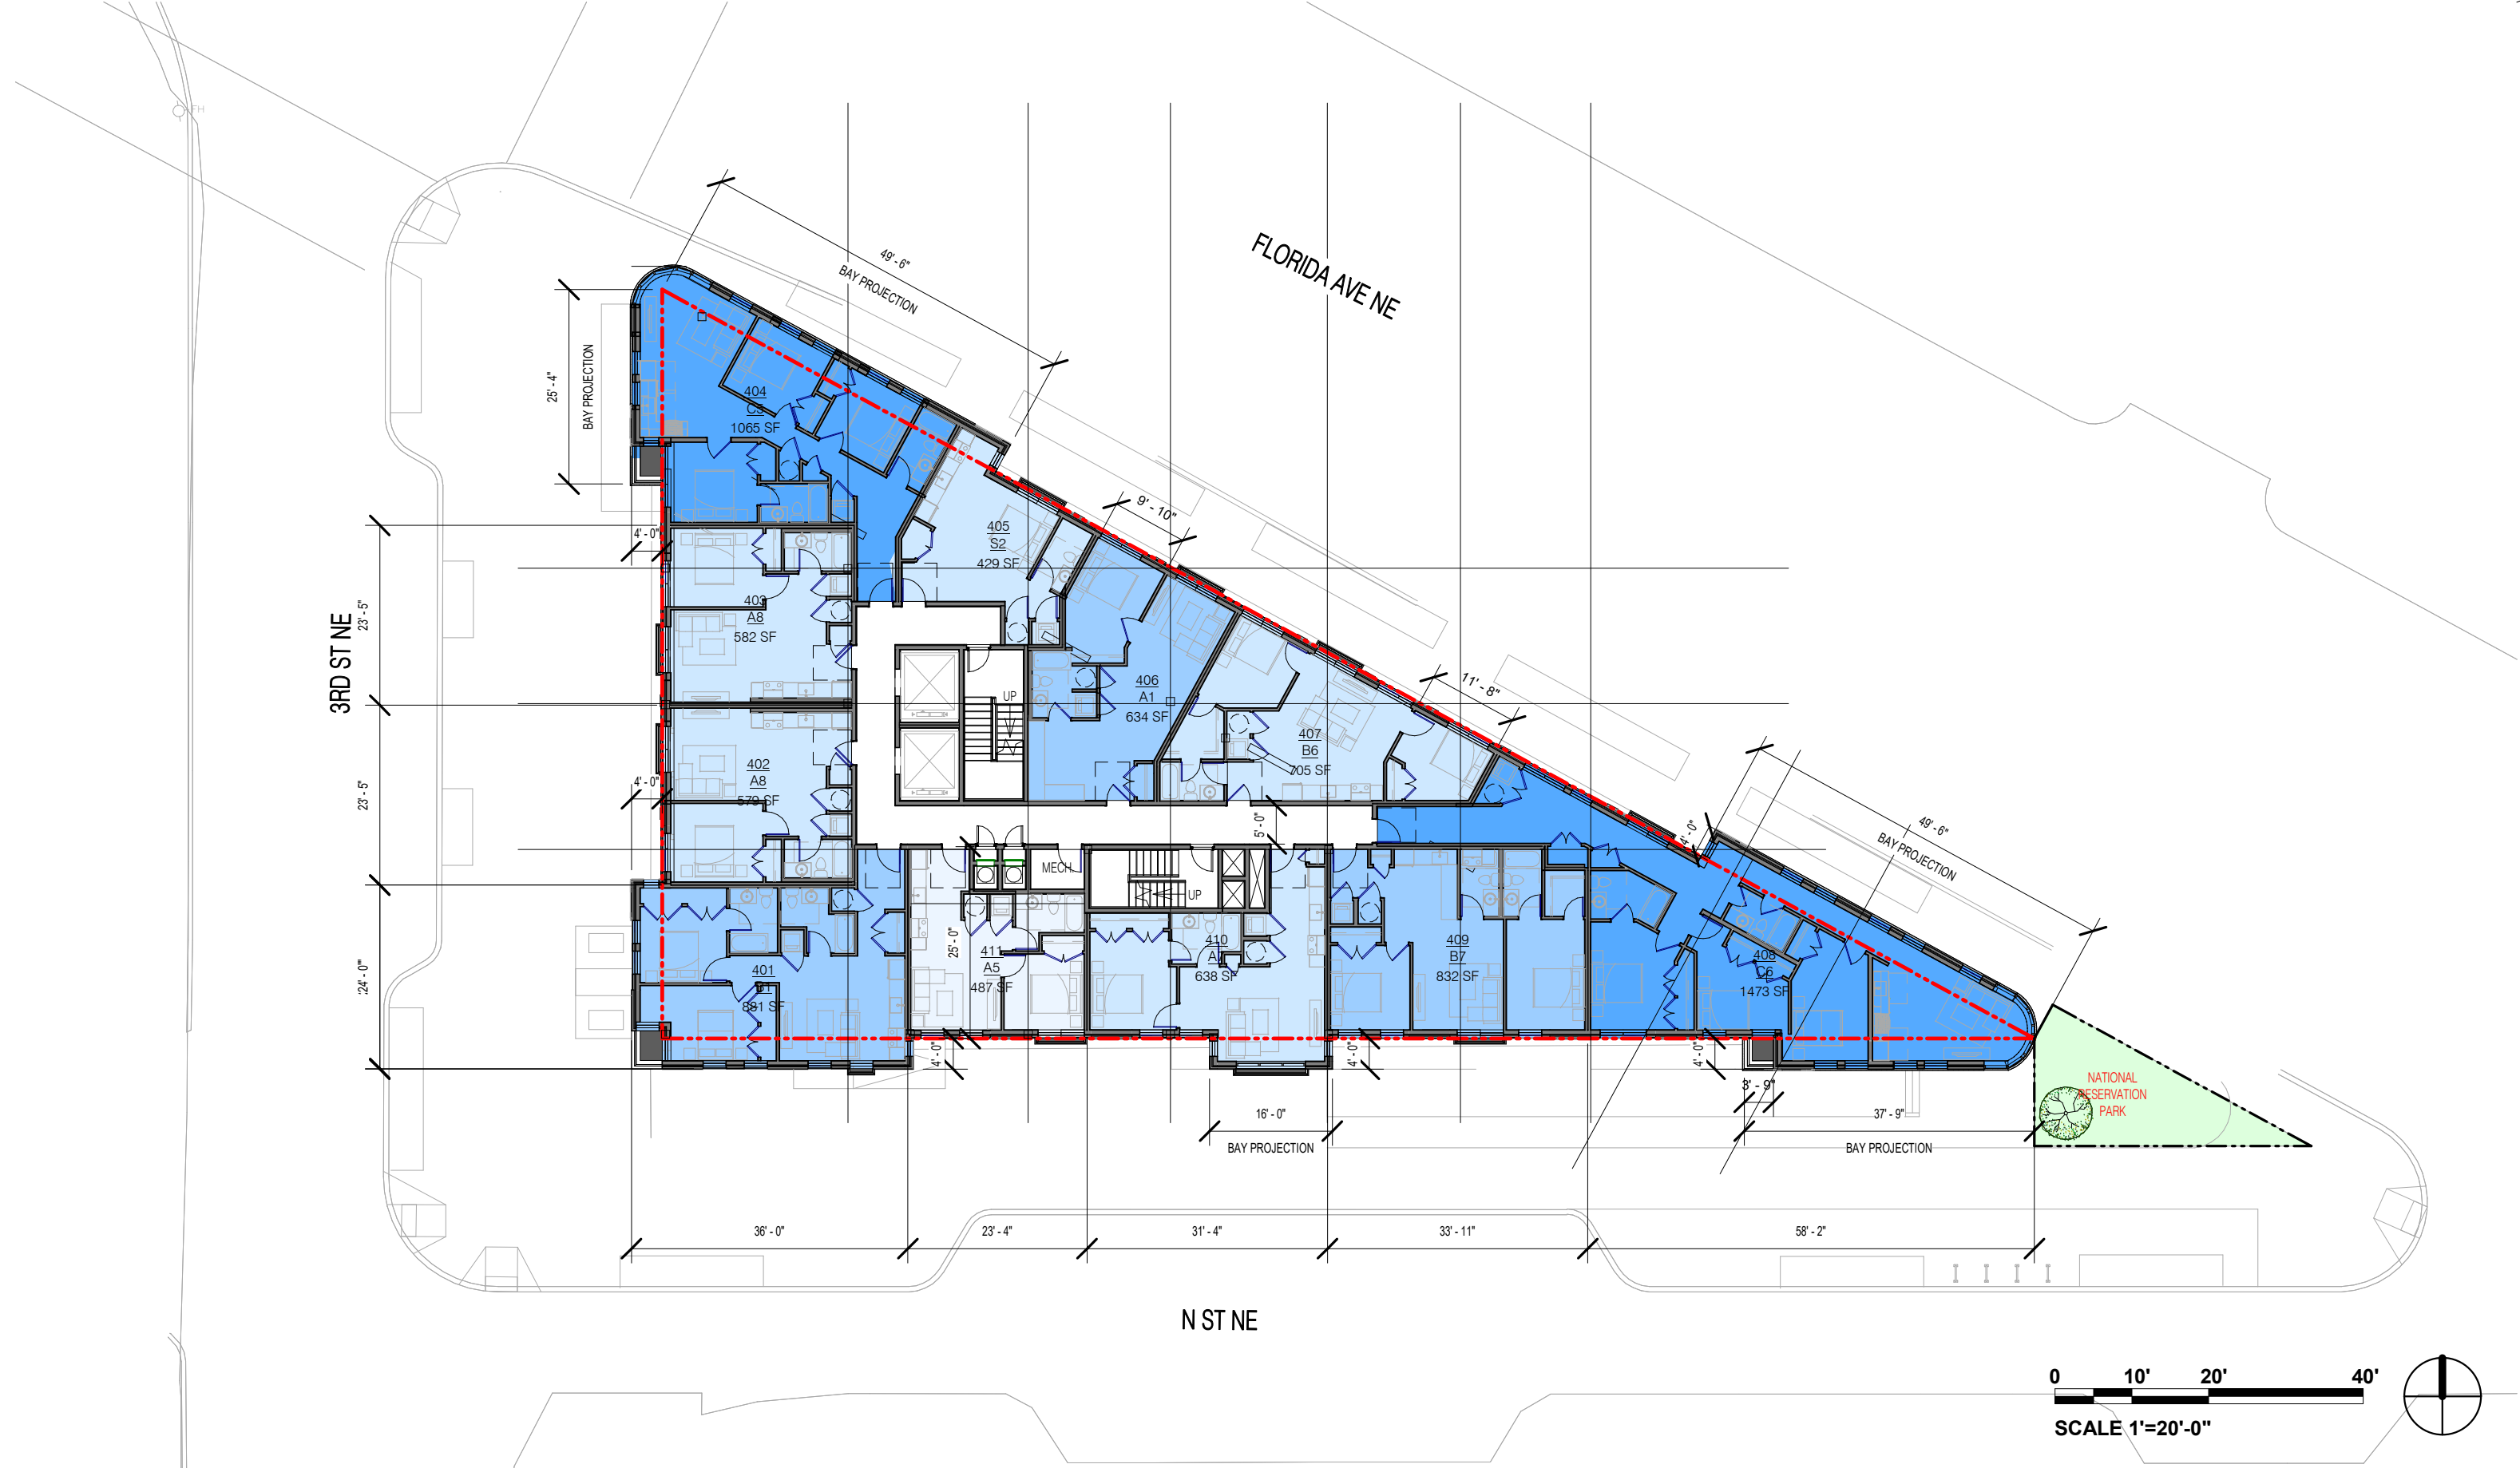 FH
49' - 6"
BAY PROJECTION
FLORIDA AVE NE
25' - 4"
BAY PROJECTION
404
C5
1065 SF
9' - 10"
405
S2
429 SF
4' - 0"
3RD ST NE
23' - 5"
403
A8
582 SF
UP
406
A1
634 SF
11' - 8"
407
B6
705 SF
402
A8
579 SF
4' - 0"
23' - 5"
5' - 0"
4' - 0"
49' - 6"
BAY PROJECTION
MECH.
UP
25' - 0"
24' - 0"
401
B1
881 SF
411
A5
487 SF
410
638 SF
409
B7
832 SF
408
C6
1473 SF
4' - 0"
4' - 0"
4' - 0"
3' - 9"
NATIONAL
RESERVATION
PARK
16' - 0"
BAY PROJECTION
37' - 9"
BAY PROJECTION
36' - 0"
23' - 4"
31' - 4"
33' - 11"
58' - 2"
N ST NE
0 10' 20' 40'
SCALE 1'=20'-0"